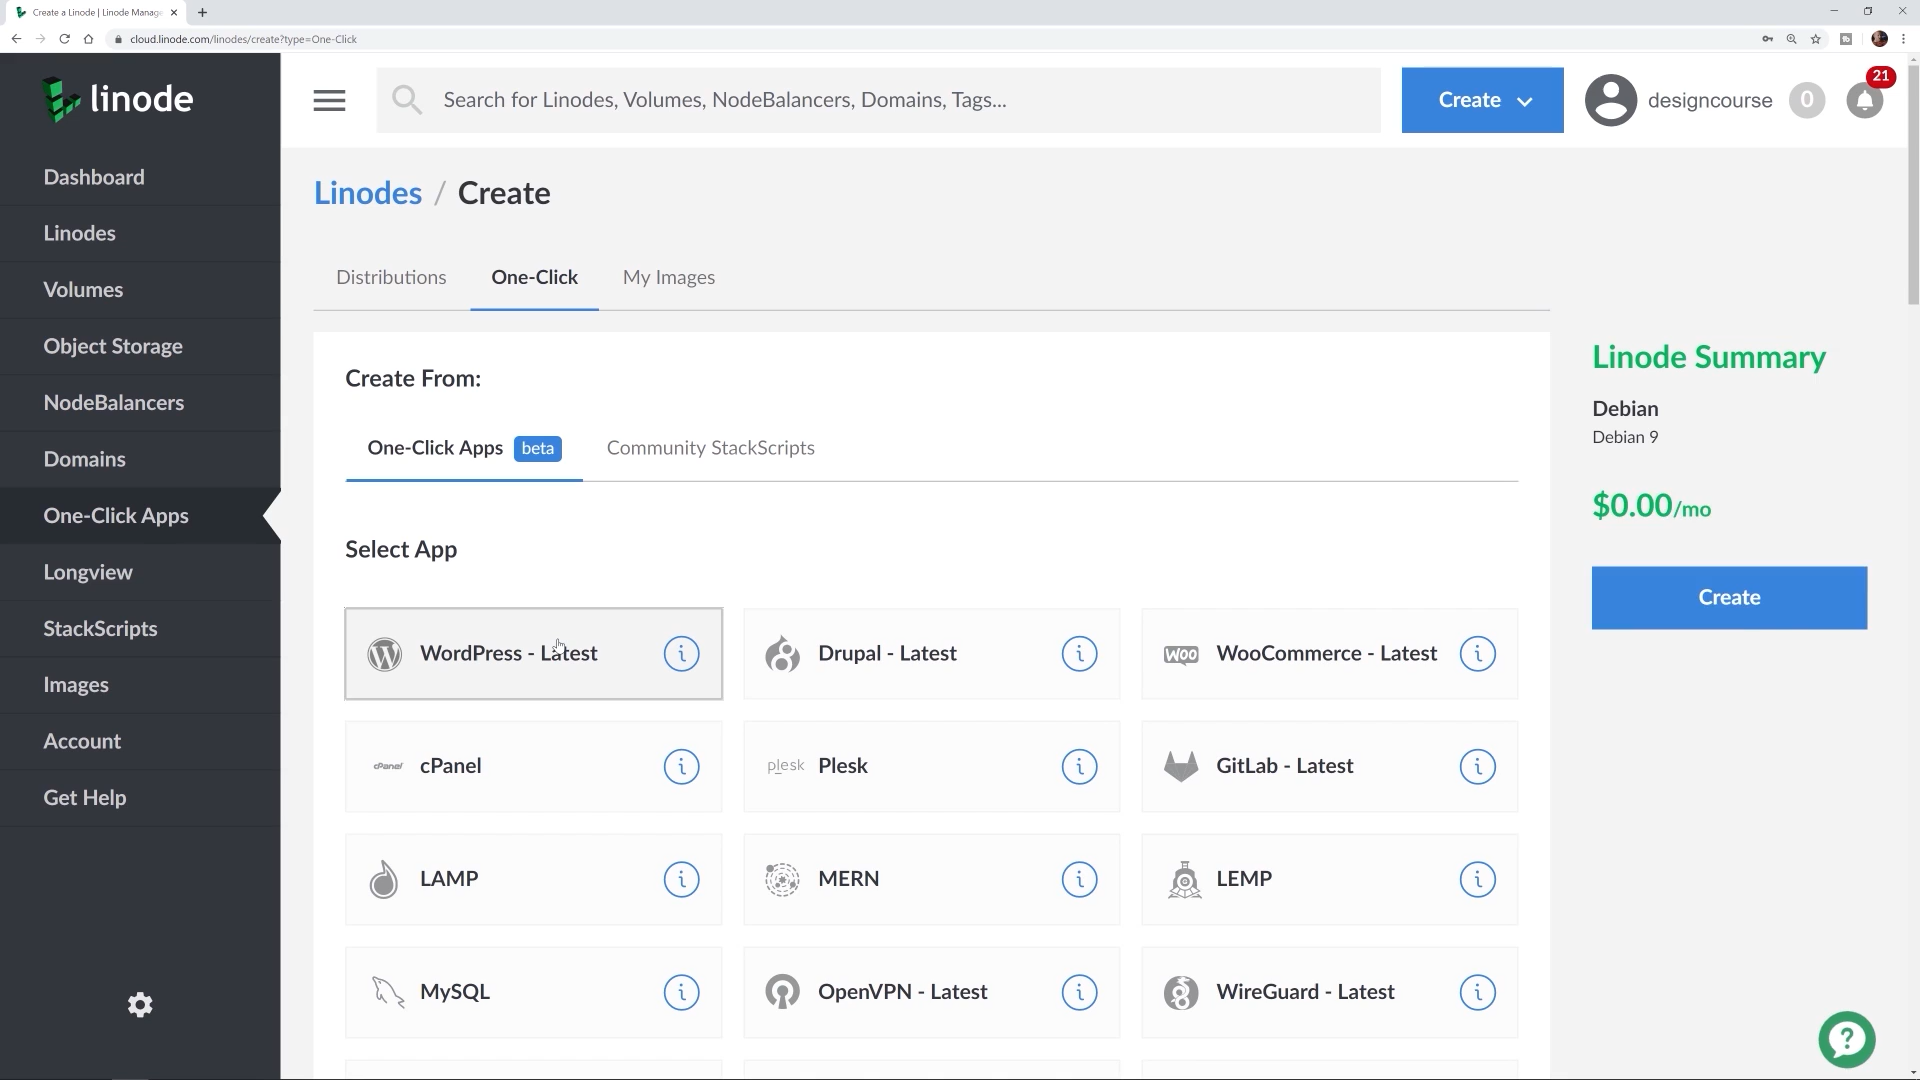 Create a Linode | Linode Manag
cloud.linode.com/linodes/create?type=One-Click
linode
Search for Linodes, Volumes, NodeBalancers, Domains, Tags...
Create
designcourse
0
21
Dashboard
Linodes
Volumes
Object Storage
NodeBalancers
Domains
One-Click Apps
Longview
StackScripts
Images
Account
Get Help
Linodes / Create
Distributions
One-Click
My Images
Create From:
One-Click Apps beta
Community StackScripts
Select App
WordPress - Latest
Drupal - Latest
Woo WooCommerce - Latest
cPanel cPanel
plesk Plesk
GitLab - Latest
LAMP
MERN
LEMP
MySQL
OpenVPN - Latest
WireGuard - Latest
Linode Summary
Debian
Debian 9
$0.00/mo
Create